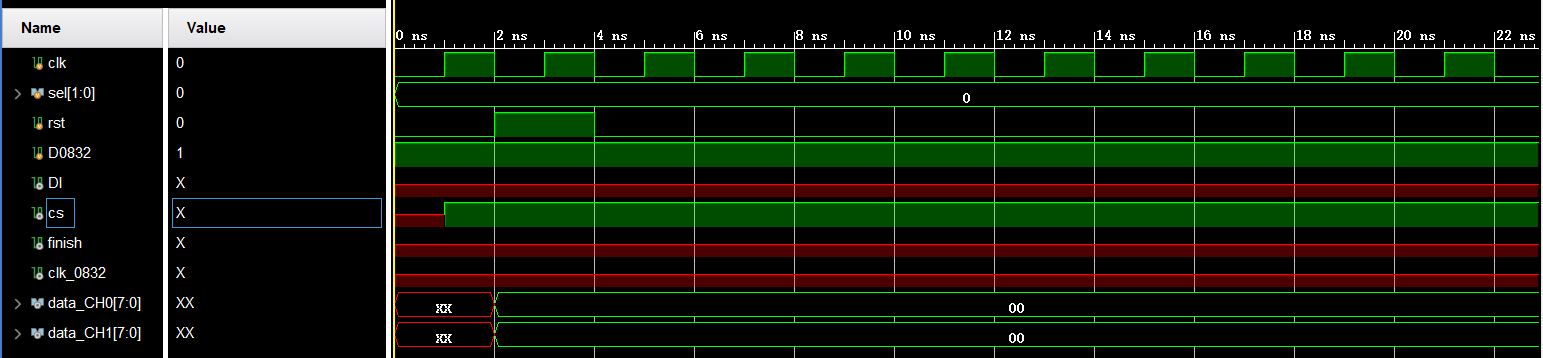 Name Value
0 ns 2 ns 4 ns 6 ns 8 ns 10 ns 12 ns 14 ns 16 ns 18 ns 20 ns 22 ns
clk 0
sel[1:0] 0 0
rst 0
D0832 1
DI X
cs X
finish X
clk_0832 X
data_CH0[7:0] XX XX 00
data_CH1[7:0] XX XX 00